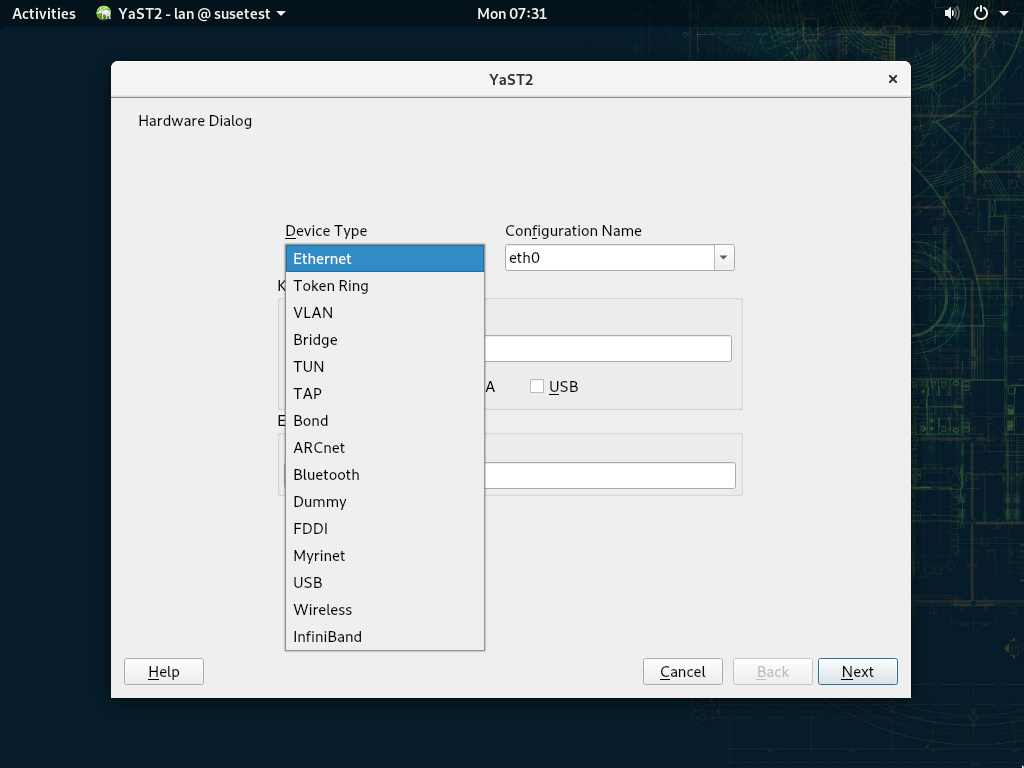 Activities YaST2 - lan @ susetest Mon 07:31
YaST2
Hardware Dialog
Device Type Configuration Name
Ethernet eth0
K
Token Ring
VLAN
Bridge
TUN
A USB
TAP
E
Bond
ARCnet
Bluetooth
Dummy
FDDI
Myrinet
USB
Wireless
InfiniBand
Help Cancel Back Next